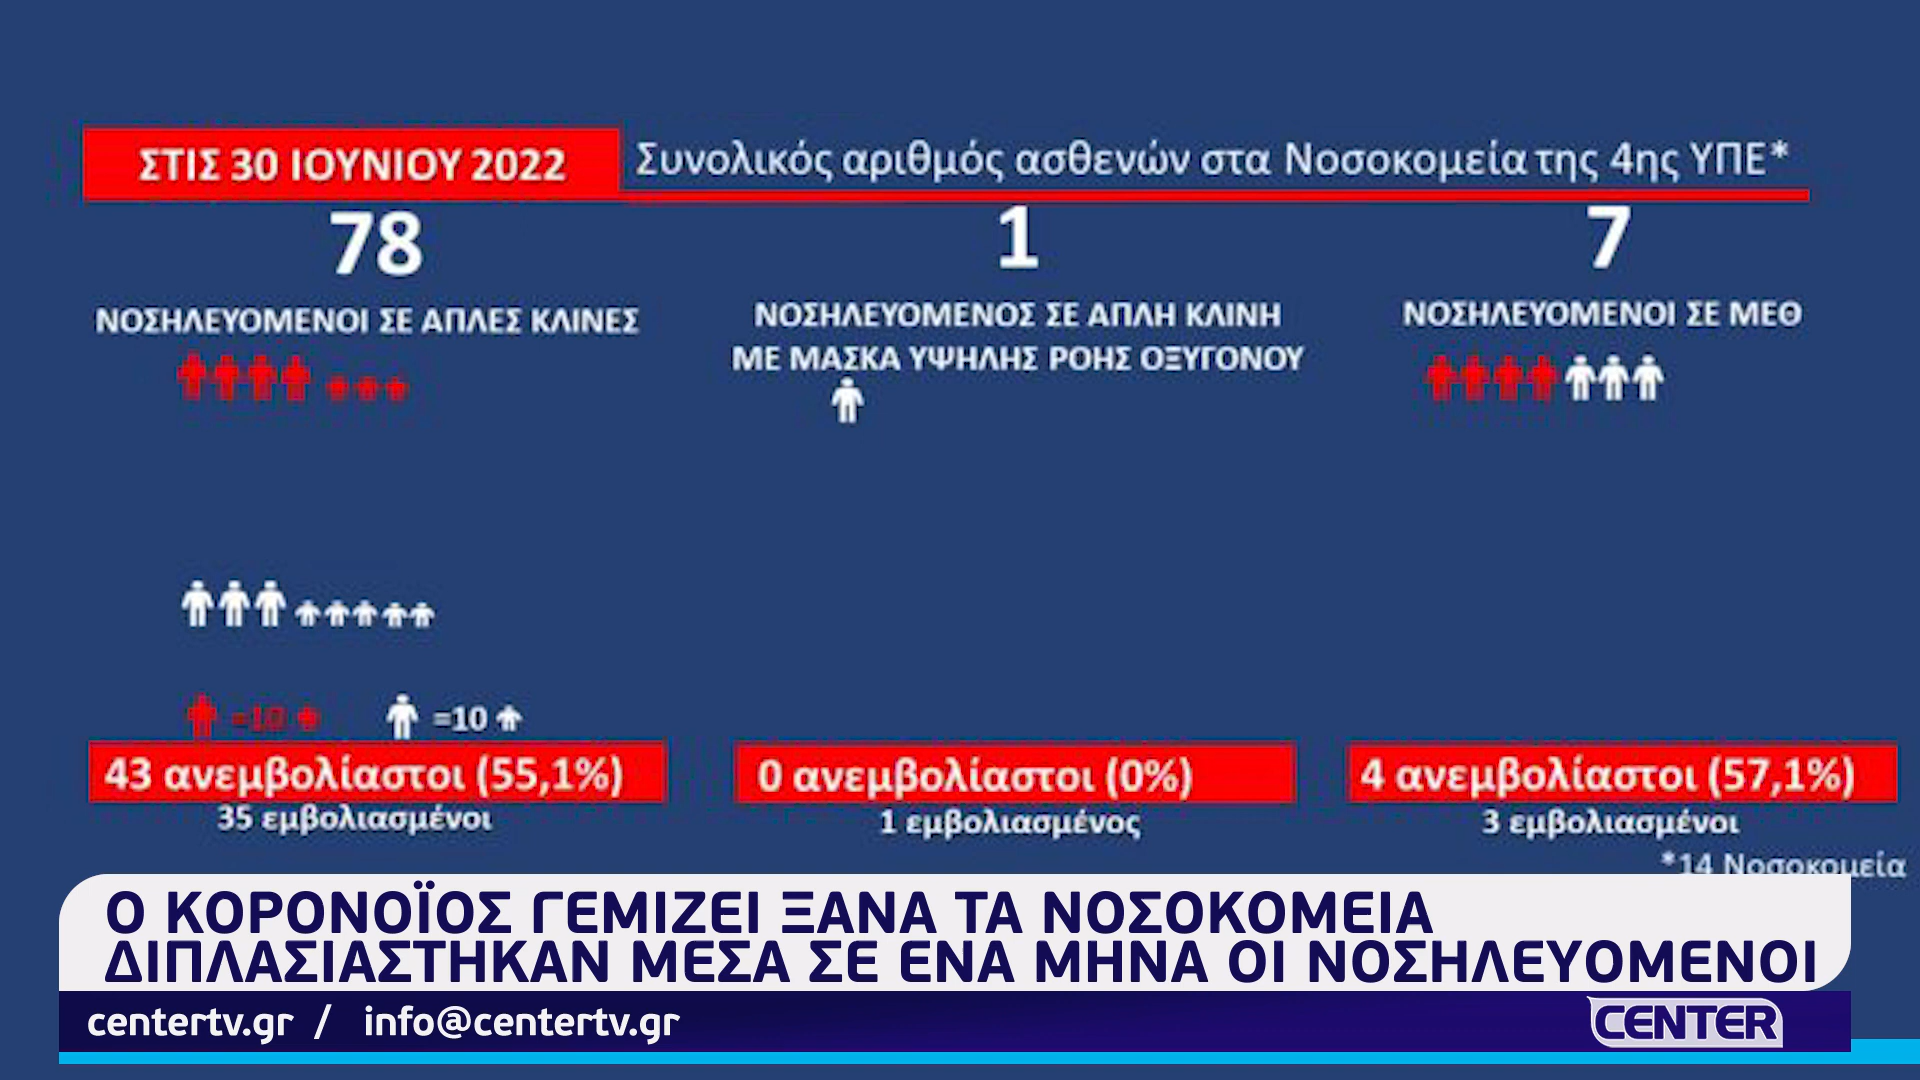 ΣΤΙΣ 30 ΙΟΥΝΙΟΥ 2022
Συνολικός αριθμός ασθενών στα Νοσοκομεία της 4ης ΥΠΕ*
78
ΝΟΣΗΛΕΥΟΜΕΝΟΙ ΣΕ ΑΠΛΕΣ ΚΛΙΝΕΣ
1
ΝΟΣΗΛΕΥΟΜΕΝΟΣ ΣΕ ΑΠΛΗ ΚΛΙΝΗ
ΜΕ ΜΑΣΚΑ ΥΨΗΛΗΣ ΡΟΗΣ ΟΞΥΓΟΝΟΥ
7
ΝΟΣΗΛΕΥΟΜΕΝΟΙ ΣΕ ΜΕΘ
=10
=10
43 ανεμβολίαστοι (55,1%)
35 εμβολιασμένοι
0 ανεμβολίαστοι (0%)
1 εμβολιασμένος
4 ανεμβολίαστοι (57,1%)
3 εμβολιασμένοι
*14 Νοσοκομεία
Ο ΚΟΡΟΝΟΪΟΣ ΓΕΜΙΖΕΙ ΞΑΝΑ ΤΑ ΝΟΣΟΚΟΜΕΙΑ
ΔΙΠΛΑΣΙΑΣΤΗΚΑΝ ΜΕΣΑ ΣΕ ΕΝΑ ΜΗΝΑ ΟΙ ΝΟΣΗΛΕΥΟΜΕΝΟΙ
centertv.gr / info@centertv.gr
CENTER